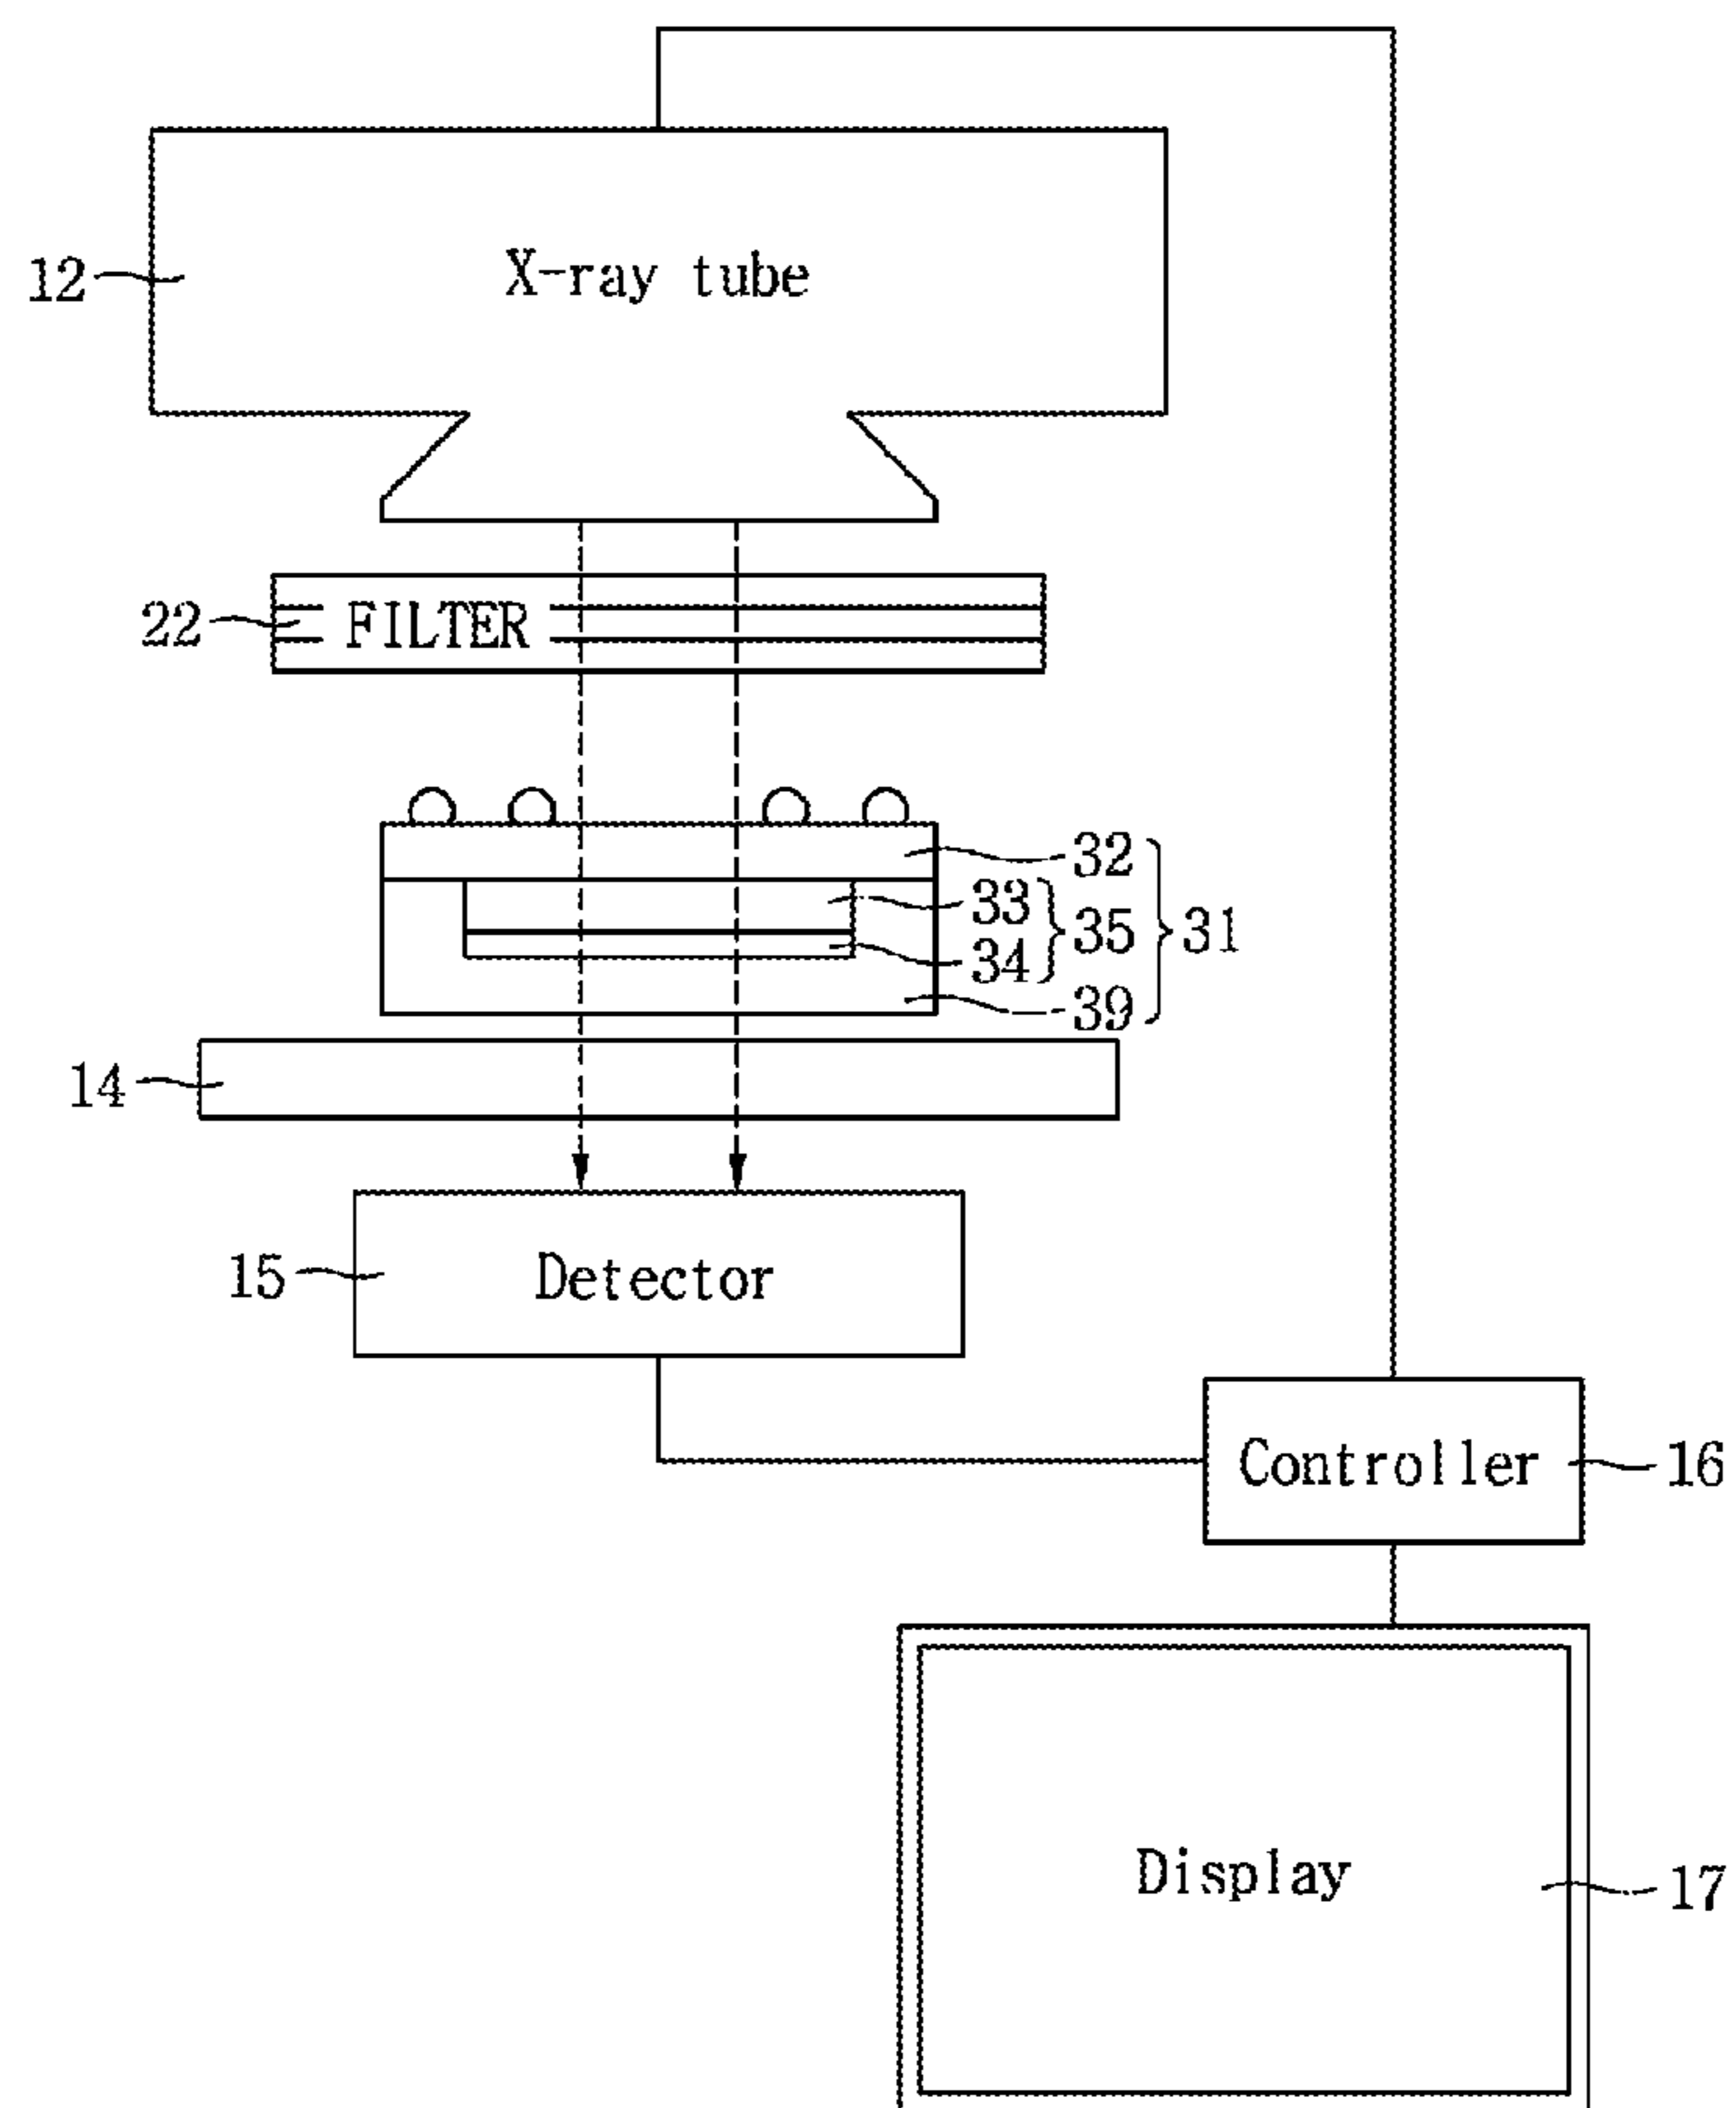 12
X-ray tube
22
FILTER
32
33
35
31
34
39
14
15
Detector
Controller
16
Display
17